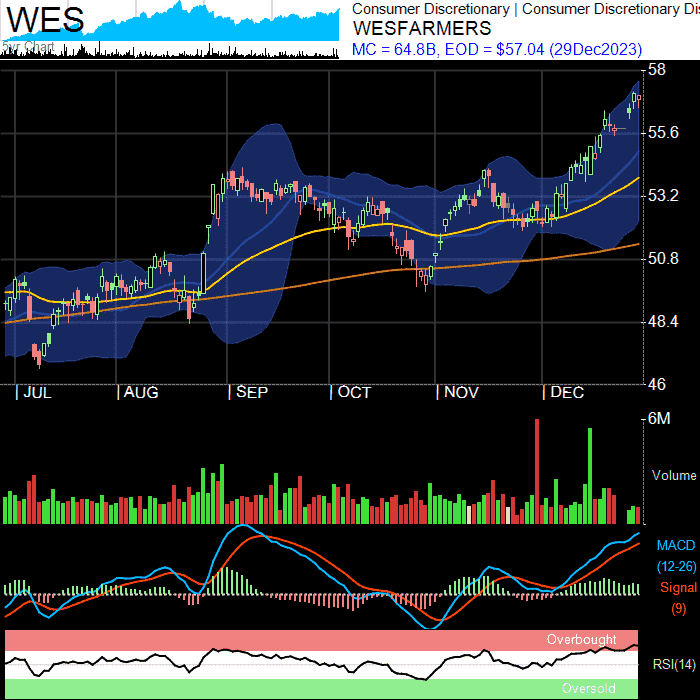 WES
Consumer Discretionary | Consumer Discretionary Dis
WESFARMERS
MC = 64.8B, EOD = $57.04 (29Dec2023)
Chart
58
55.6
53.2
50.8
48.4
46
JUL AUG SEP OCT NOV DEC
6M
Volume
MACD
(12-26)
Signal
(9)
Overbought
RSI(14)
Oversold